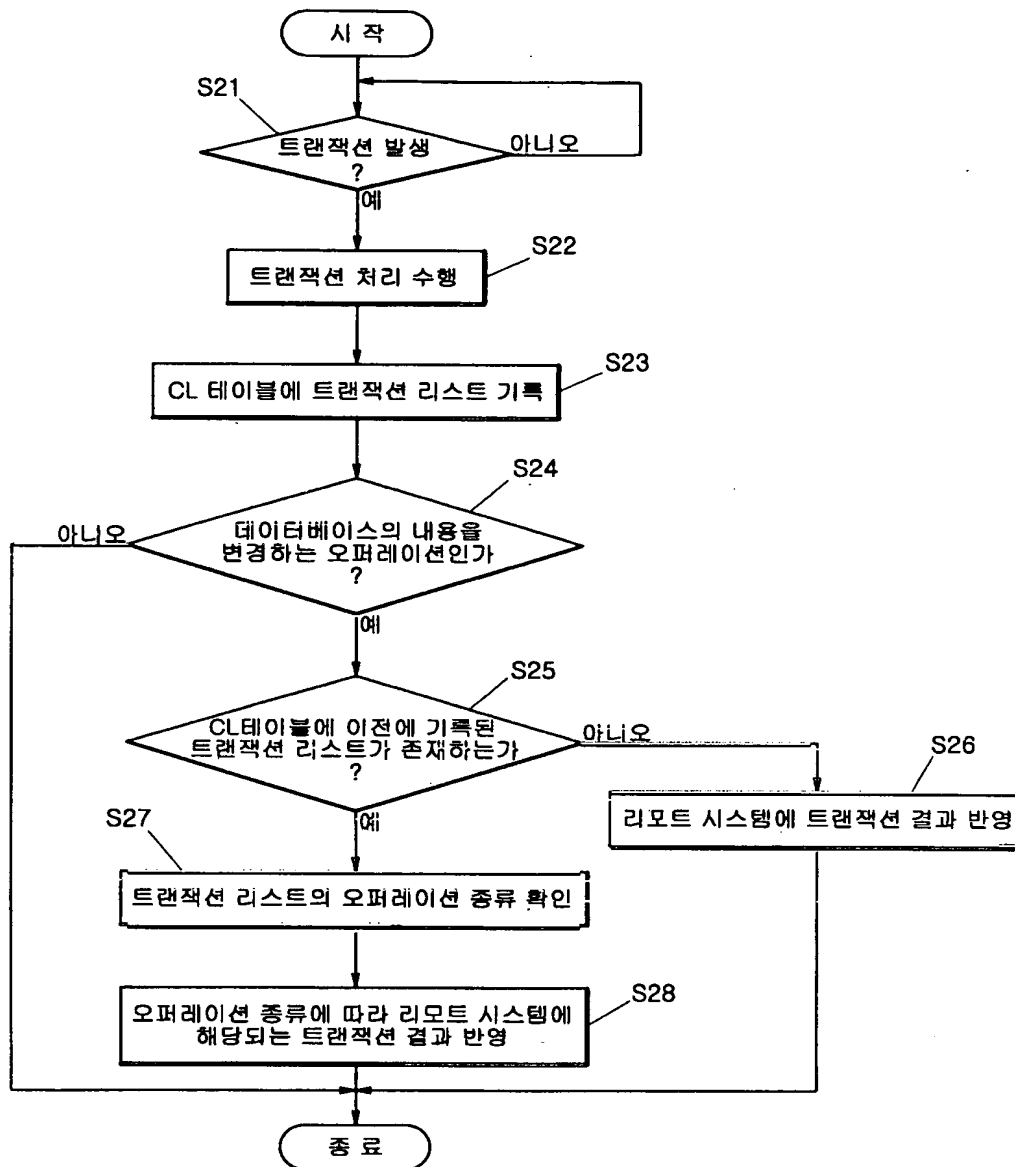 시 작
S21
트랜잭션 발생
?
아니오
예
S22
트랜잭션 처리 수행
S23
CL 테이블에 트랜잭션 리스트 기록
S24
데이터베이스의 내용을
변경하는 오퍼레이션인가
?
아니오
예
S25
CL테이블에 이전에 기록된
트랜잭션 리스트가 존재하는가
?
아니오
예
S26
리모트 시스템에 트랜잭션 결과 반영
S27
트랜잭션 리스트의 오퍼레이션 종류 확인
S28
오퍼레이션 종류에 따라 리모트 시스템에
해당되는 트랜잭션 결과 반영
종 료